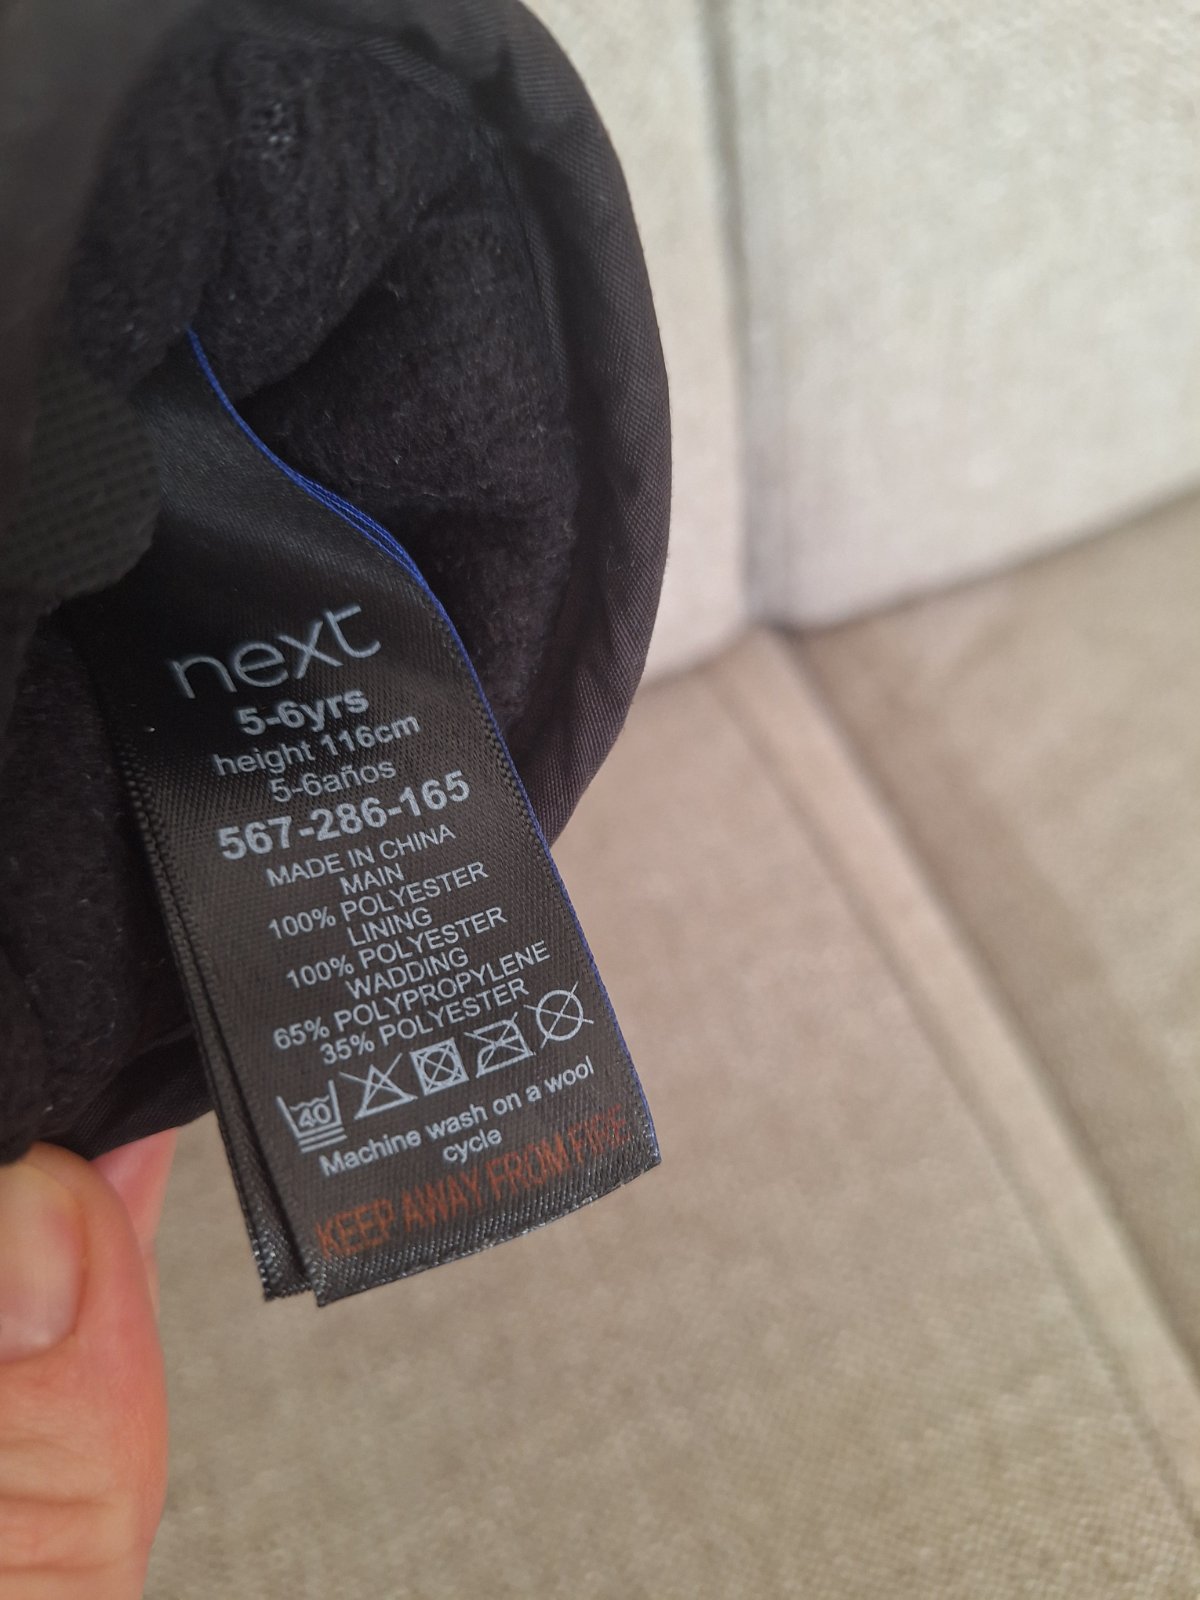 next
5-6yrs
height 116cm
5-6años
567-286-165
MADE IN CHINA
MAIN
100% POLYESTER
LINING
100% POLYESTER
WADDING
65% POLYPROPYLENE
35% POLYESTER
40
Machine wash on a wool
cycle
KEEP AWAY FROM FIRE